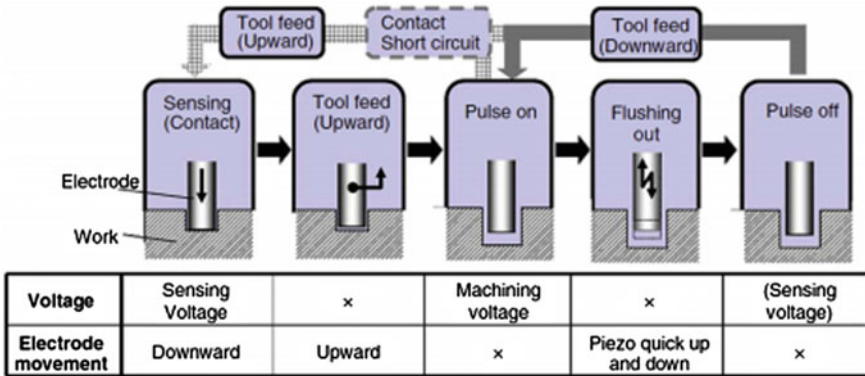 Tool feed
(Upward)
Contact
Short circuit
Tool feed
(Downward)
Sensing
(Contact)
Tool feed
(Upward)
Pulse on
Flushing
out
Pulse off
Electrode
Work
Voltage
Sensing
Voltage
×
Machining
voltage
×
(Sensing
voltage)
Electrode
movement
Downward
Upward
×
Piezo quick up
and down
×